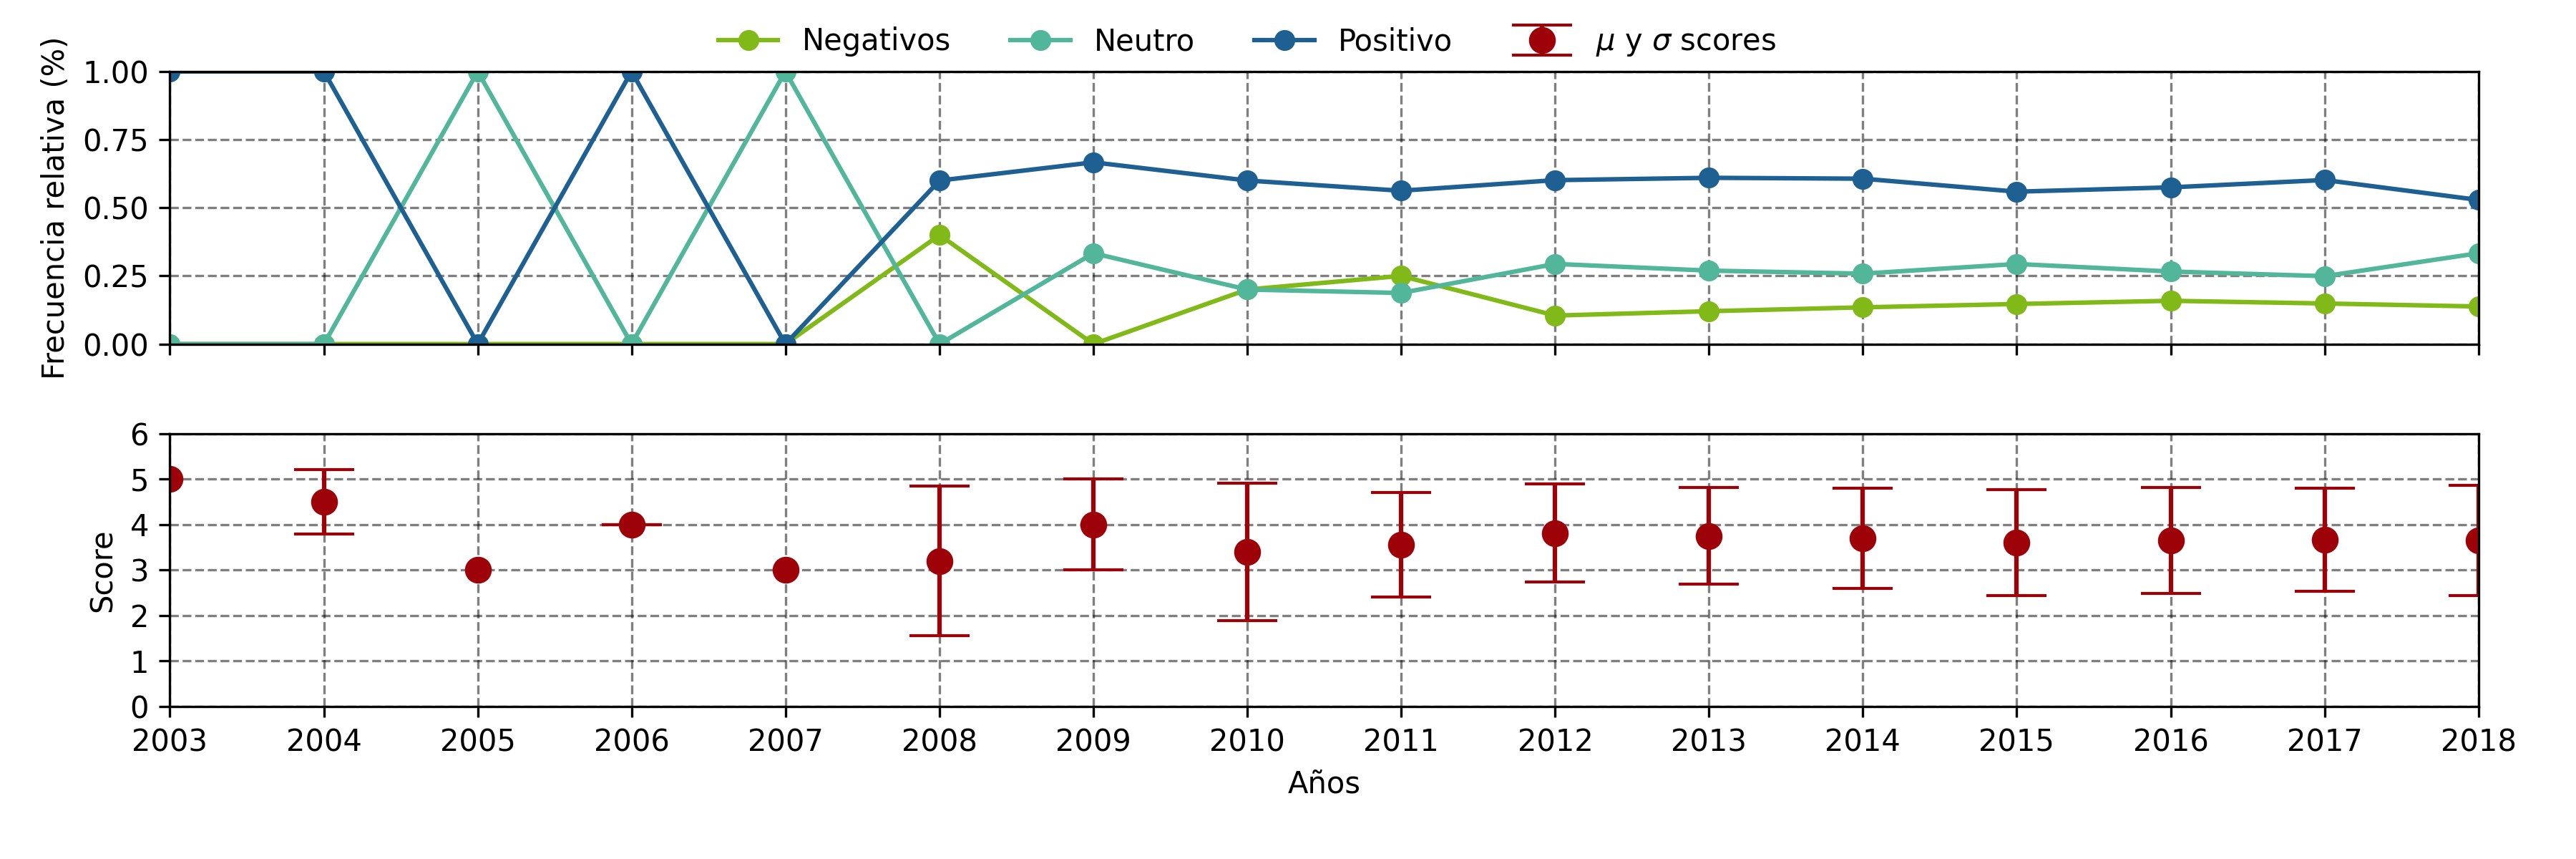 Negativos Neutro Positivo μ y σ scores
Frecuencia relativa (%)
1.00
0.75
0.50
0.25
0.00
Score
6
5
4
3
2
1
0
2003 2004 2005 2006 2007 2008 2009 2010 2011 2012 2013 2014 2015 2016 2017 2018
Años